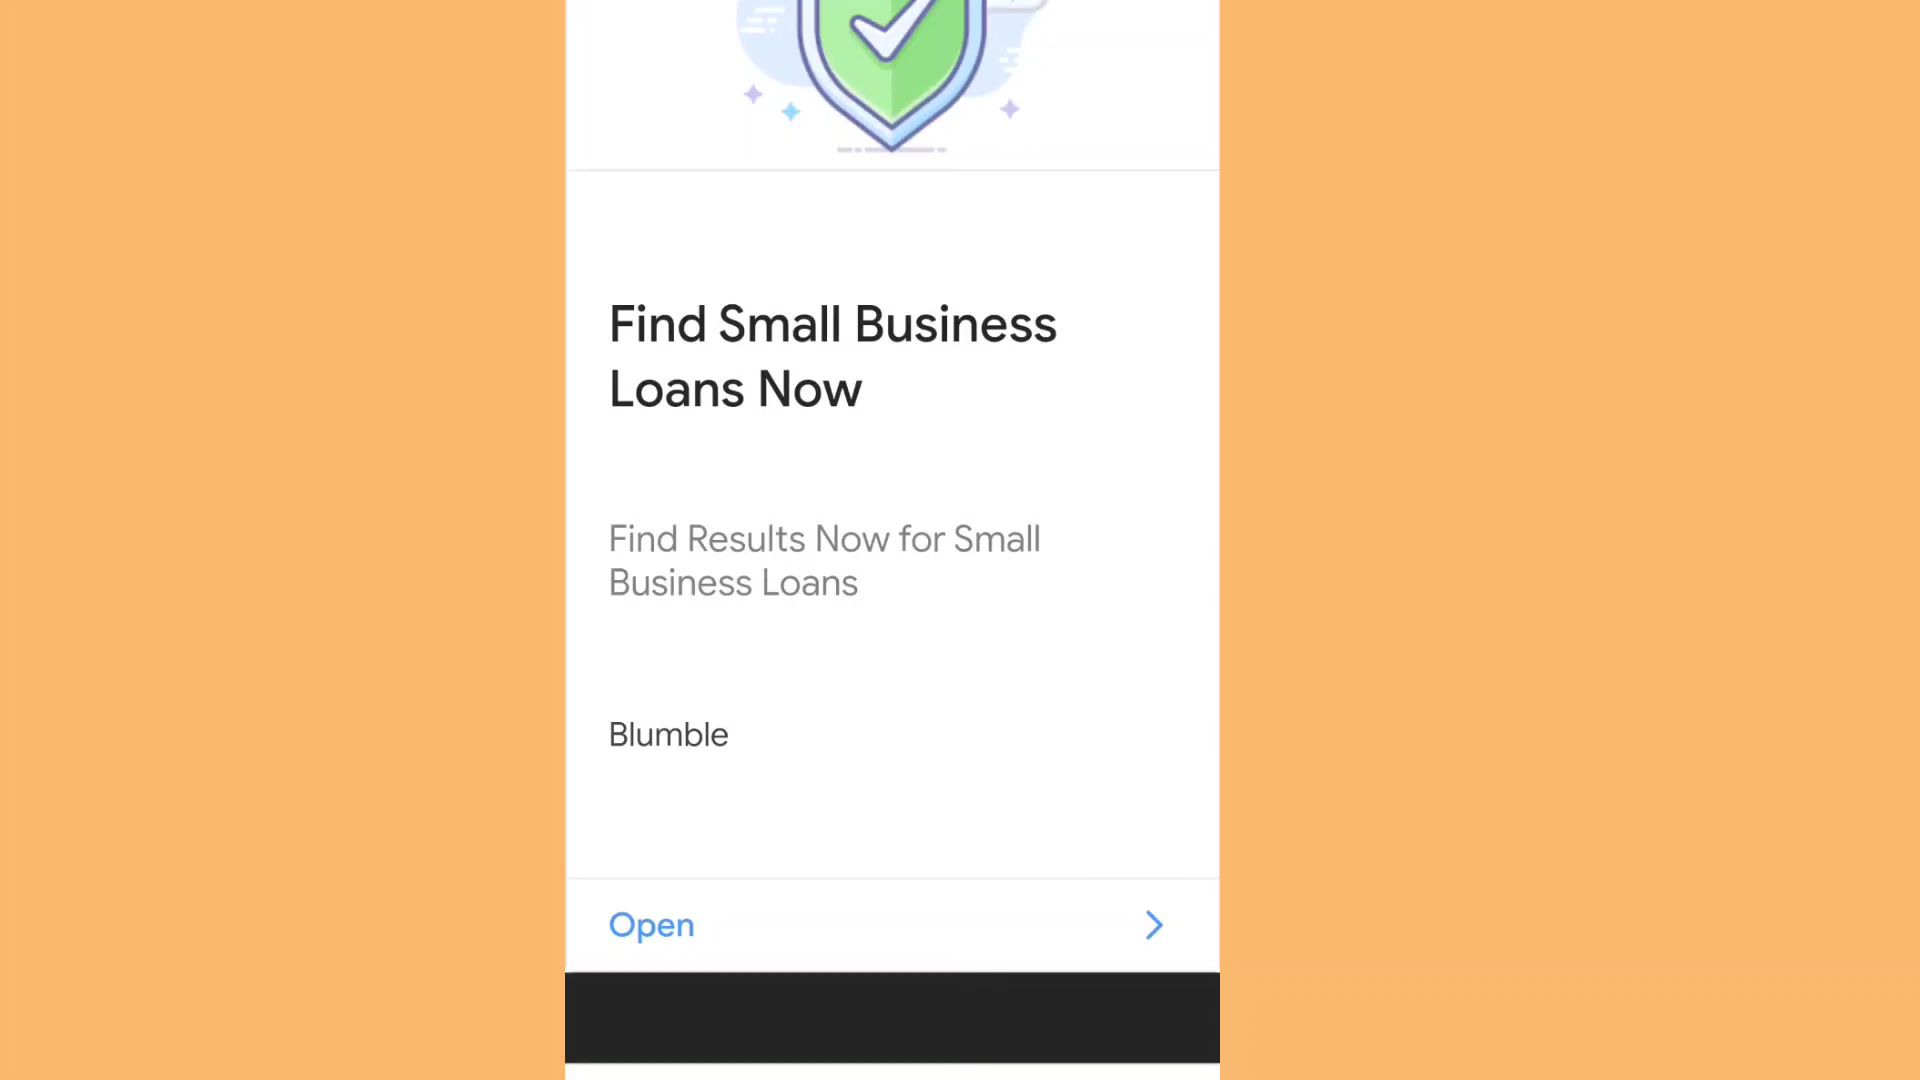 Find Small Business
Loans Now
Find Results Now for Small
Business Loans
Blumble
Open